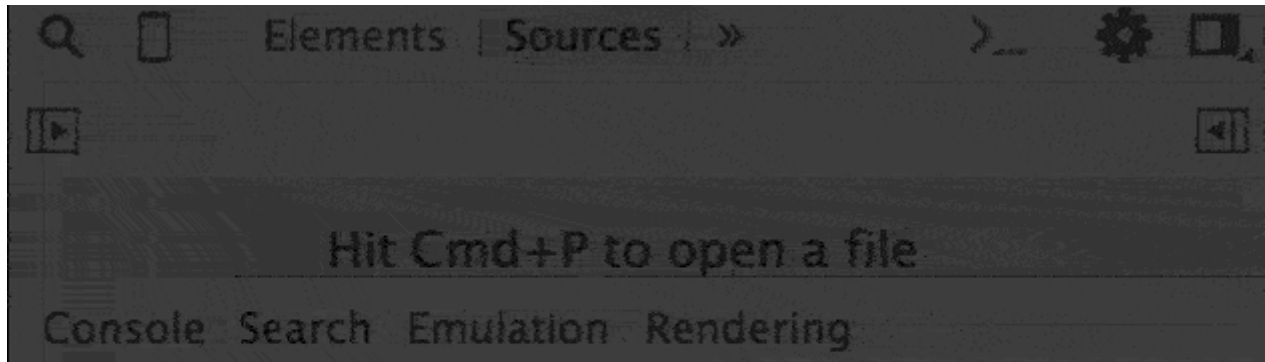 Elements Sources »
Hit Cmd+P to open a file
Console Search Emulation Rendering